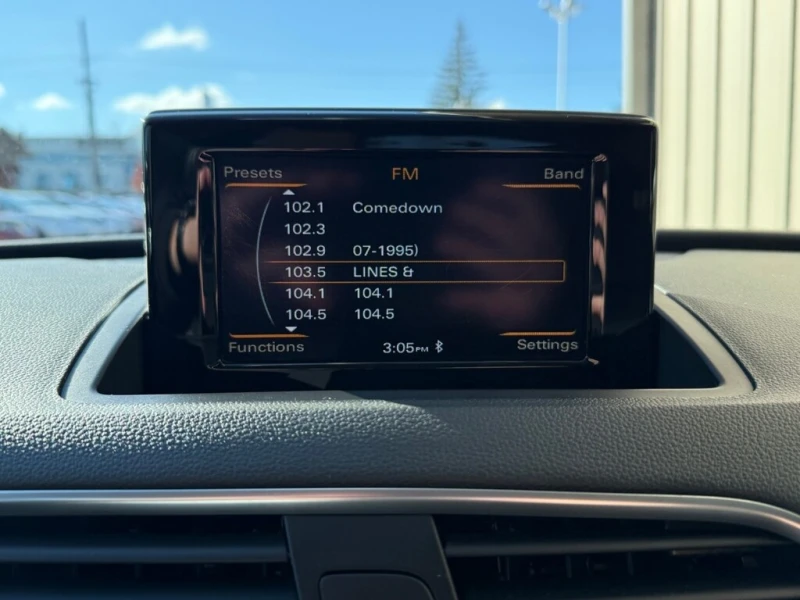 Presets FM Band
102.1 Comedown
102.3
102.9 07-1995)
103.5 LINES &
104.1 104.1
104.5 104.5
Functions 3:05PM Settings